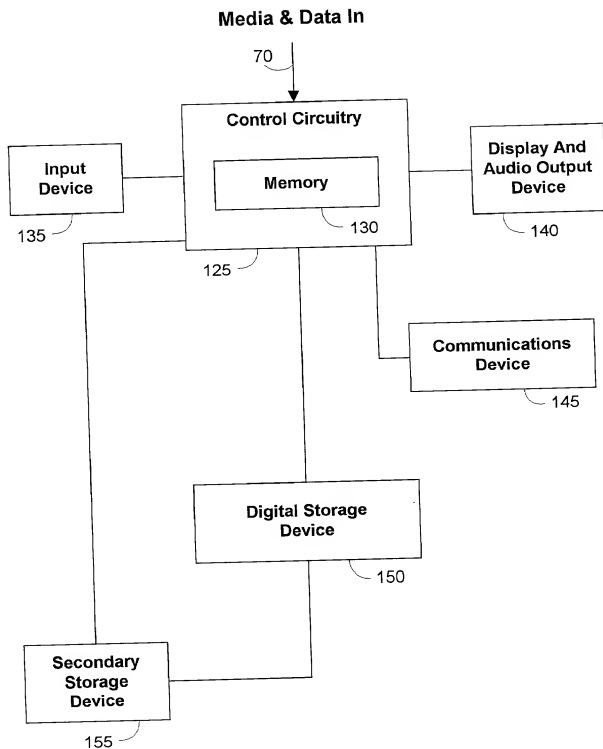 Media & Data In
70
Control Circuitry
Memory
130
125
Input
Device
135
Display And
Audio Output
Device
140
Communications
Device
145
Digital Storage
Device
150
Secondary
Storage
Device
155